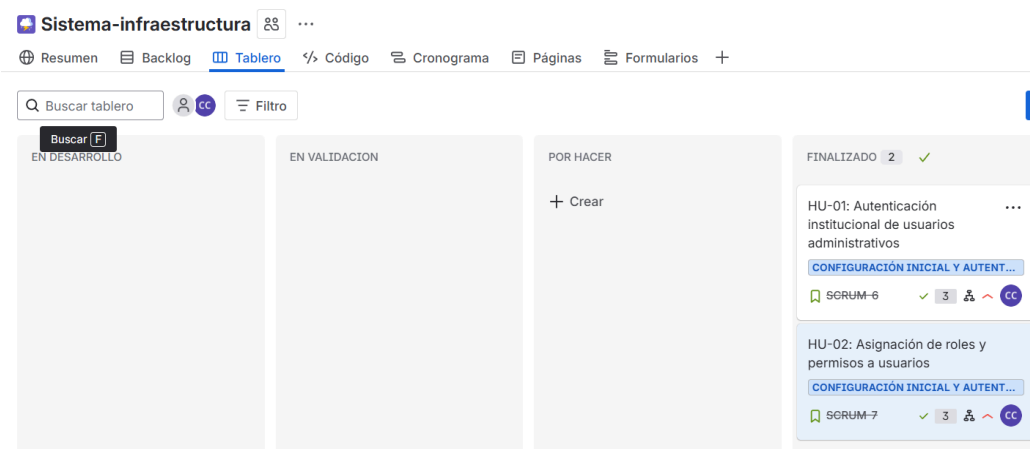 Sistema-infraestructura
Resumen Backlog Tablero Código Cronograma Páginas Formularios
Buscar tablero CC Filtro
Buscar F
EN DESARROLLO
EN VALIDACION
POR HACER
Crear
FINALIZADO 2
HU-01: Autenticación
institucional de usuarios
administrativos
CONFIGURACIÓN INICIAL Y AUTENT...
SCRUM-6 3 CC
HU-02: Asignación de roles y
permisos a usuarios
CONFIGURACIÓN INICIAL Y AUTENT...
SCRUM-7 3 CC